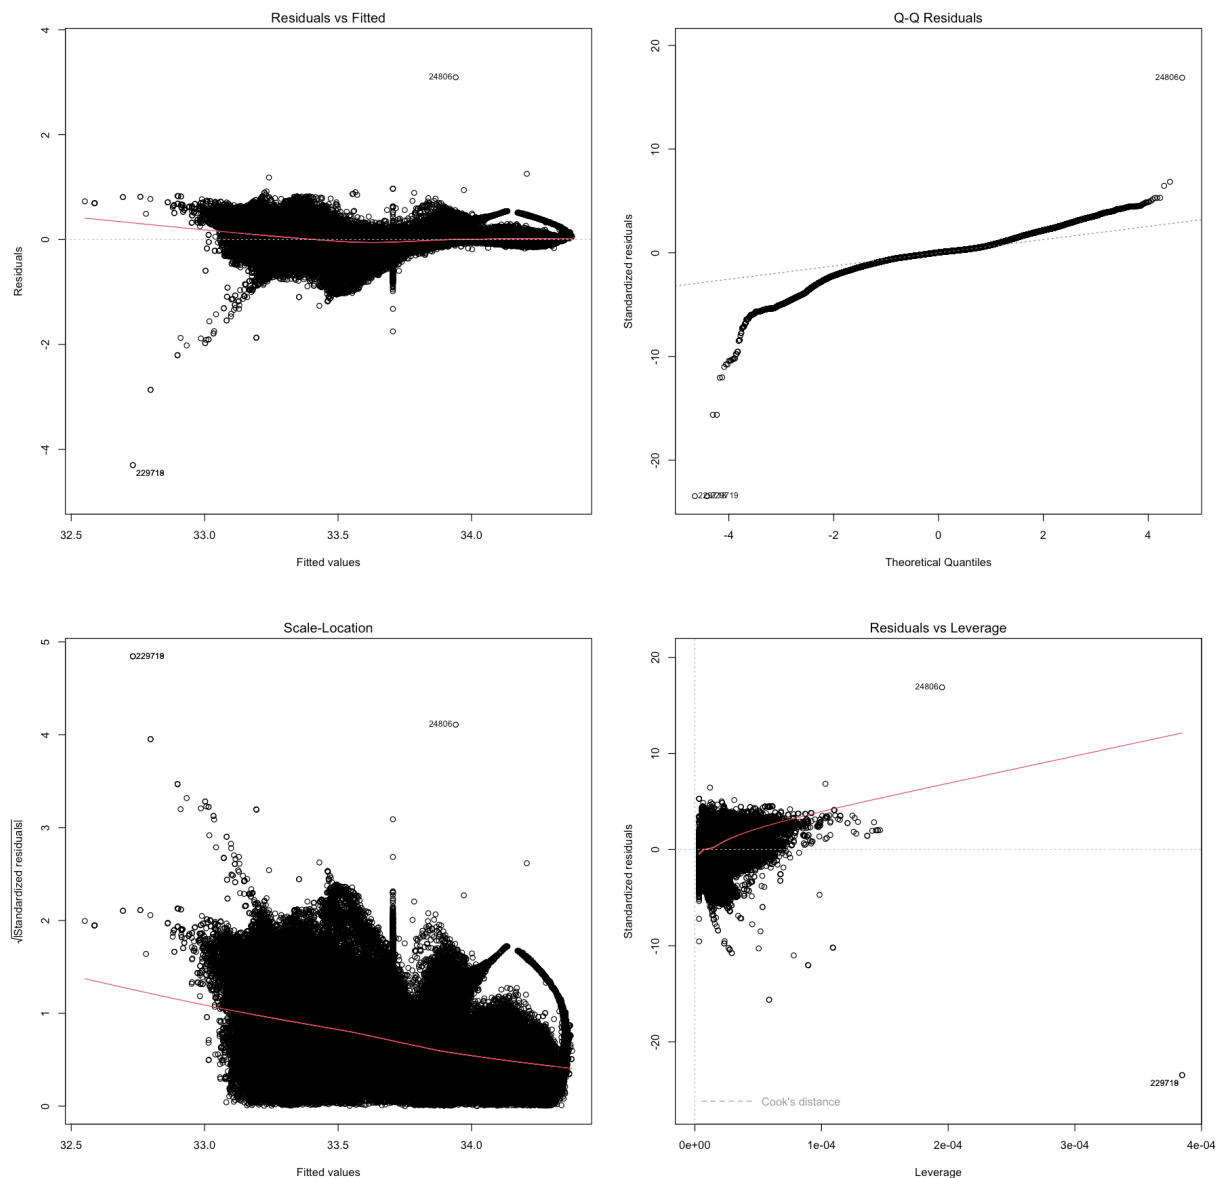 Residuals vs Fitted
4
2
0
-2
-4
Residuals
24806
229718
32.5 33.0 33.5 34.0
Fitted values
Q-Q Residuals
20
10
0
-10
-20
Standardized residuals
24806
229719
-4 -2 0 2 4
Theoretical Quantiles
Scale-Location
5
4
3
2
1
0
√|Standardized residuals|
229718
24806
32.5 33.0 33.5 34.0
Fitted values
Residuals vs Leverage
20
10
0
-10
-20
Standardized residuals
24806
229718
Cook's distance
0e+00 1e-04 2e-04 3e-04 4e-04
Leverage